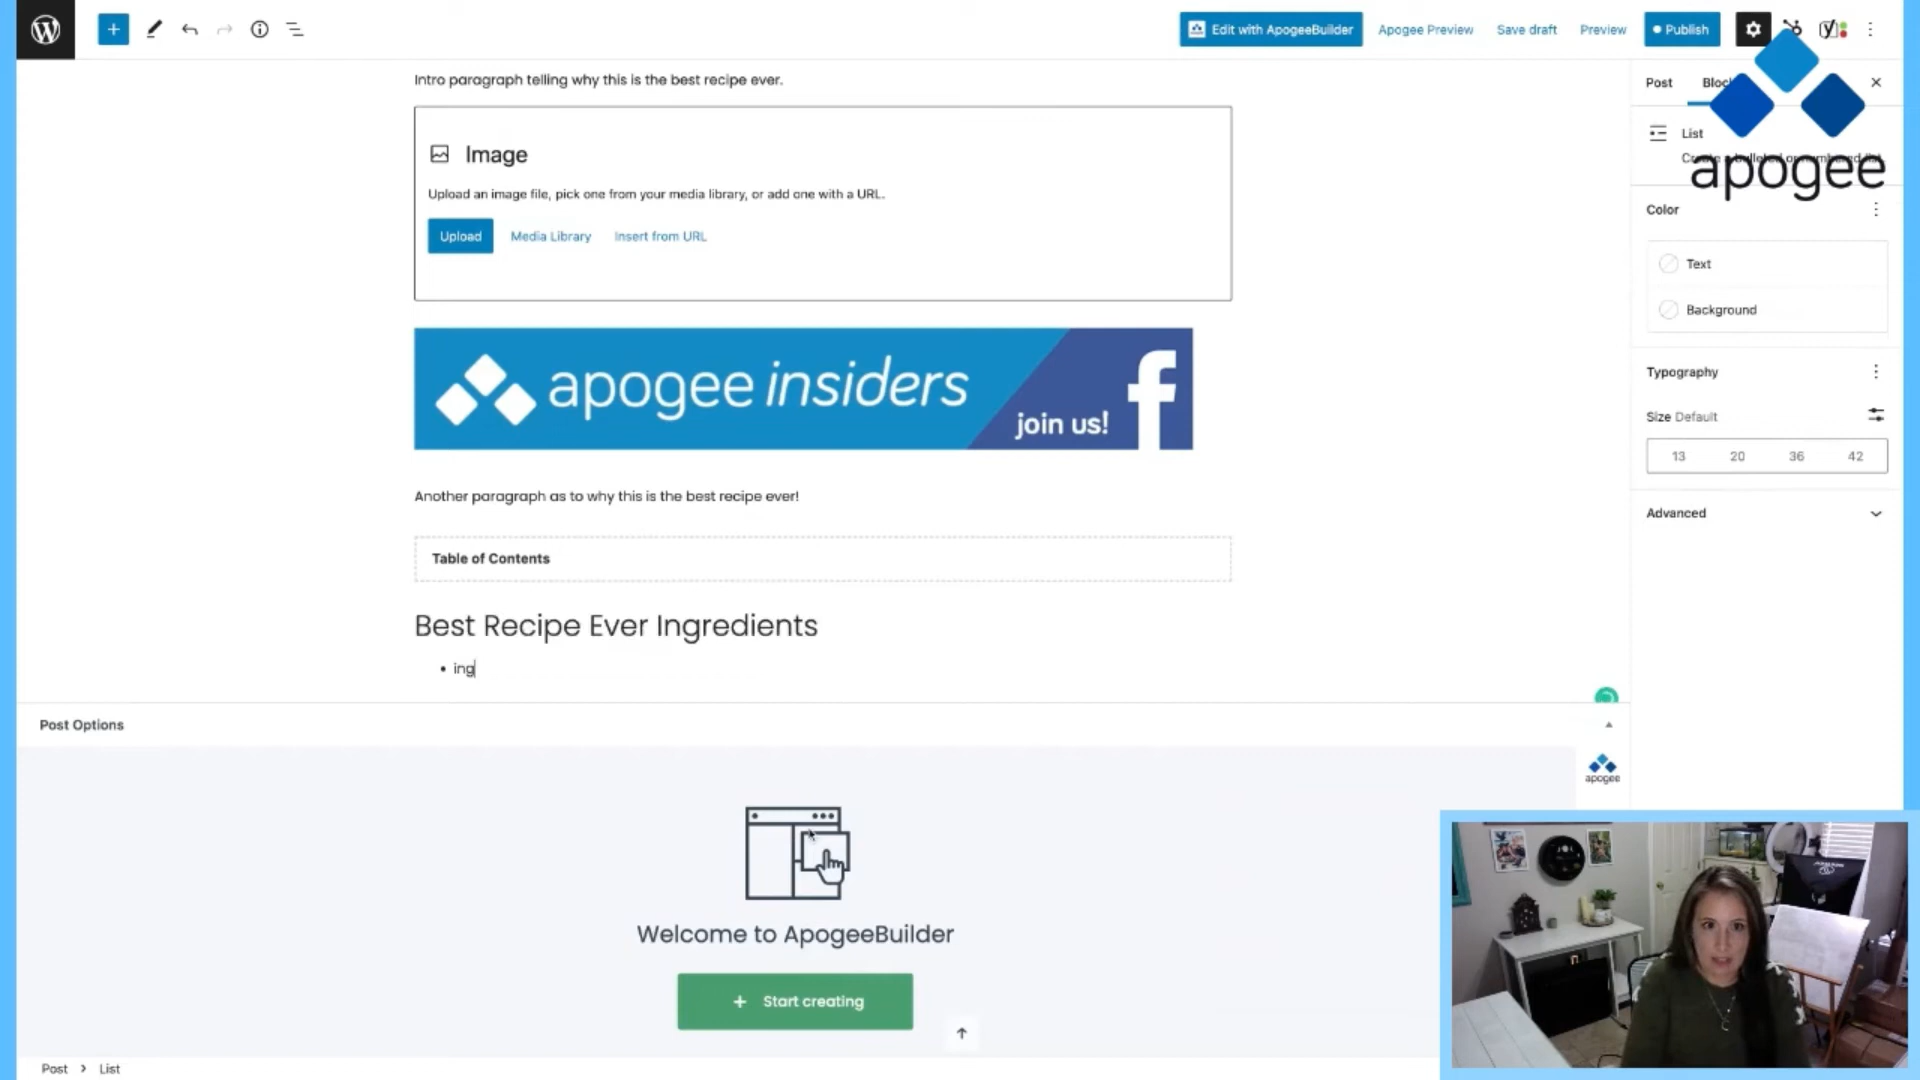 Edit with ApogeeBuilder
Apogee Preview
Save draft
Preview
Publish
Intro paragraph telling why this is the best recipe ever.
Image
Upload an image file, pick one from your media library, or add one with a URL.
Upload
Media Library
Insert from URL
apogee insiders
join us!
Another paragraph as to why this is the best recipe ever!
Table of Contents
Best Recipe Ever Ingredients
• ing
Post Options
apogee
Welcome to ApogeeBuilder
+ Start creating
Post > List
Post
List
apogee
Color
Text
Background
Typography
Size Default
13 20 36 42
Advanced